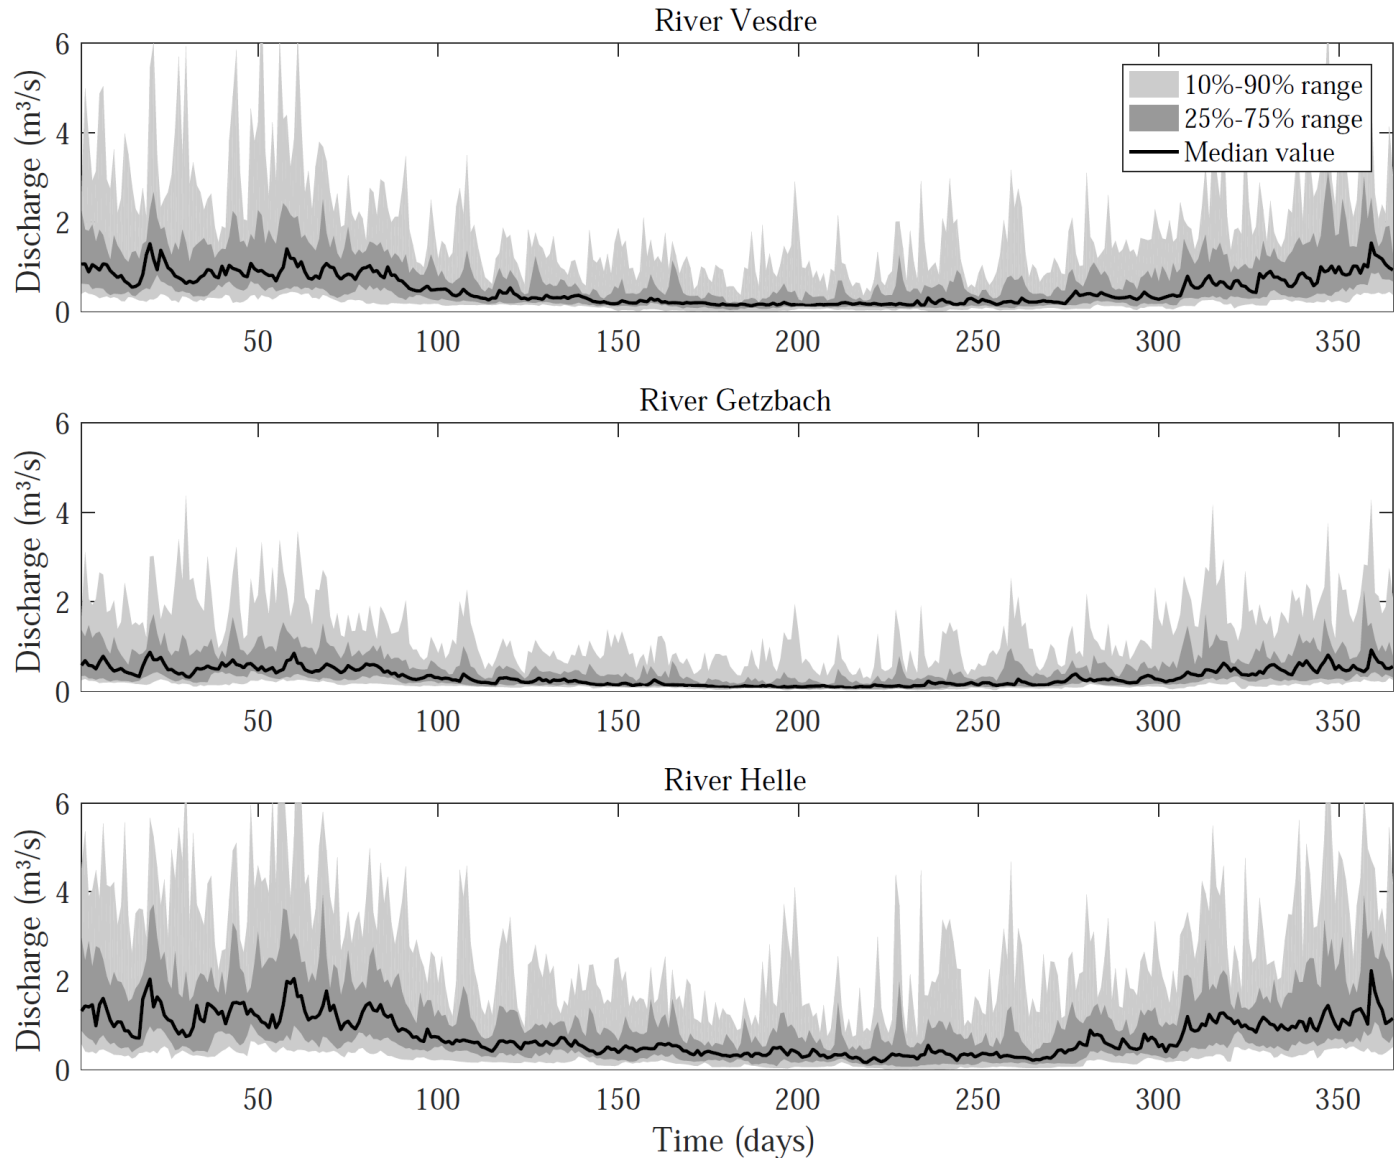 River Vesdre
Discharge (m³/s)
6
4
2
0
10%-90% range
25%-75% range
Median value
50 100 150 200 250 300 350
River Getzbach
Discharge (m³/s)
6
4
2
0
50 100 150 200 250 300 350
River Helle
Discharge (m³/s)
6
4
2
0
50 100 150 200 250 300 350
Time (days)